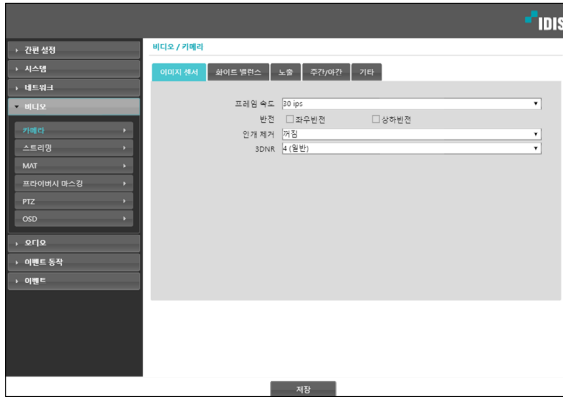 IDIS
간편 설정
시스템
네트워크
비디오
카메라
스트리밍
MAT
프라이버시 마스킹
PTZ
OSD
오디오
이벤트 동작
이벤트
비디오 / 카메라
이미지 센서 화이트 밸런스 노출 주간/야간 기타
프레임 속도 30 ips
반전 좌우반전 상하반전
안개 제거 꺼짐
3DNR 4 (일반)
저장